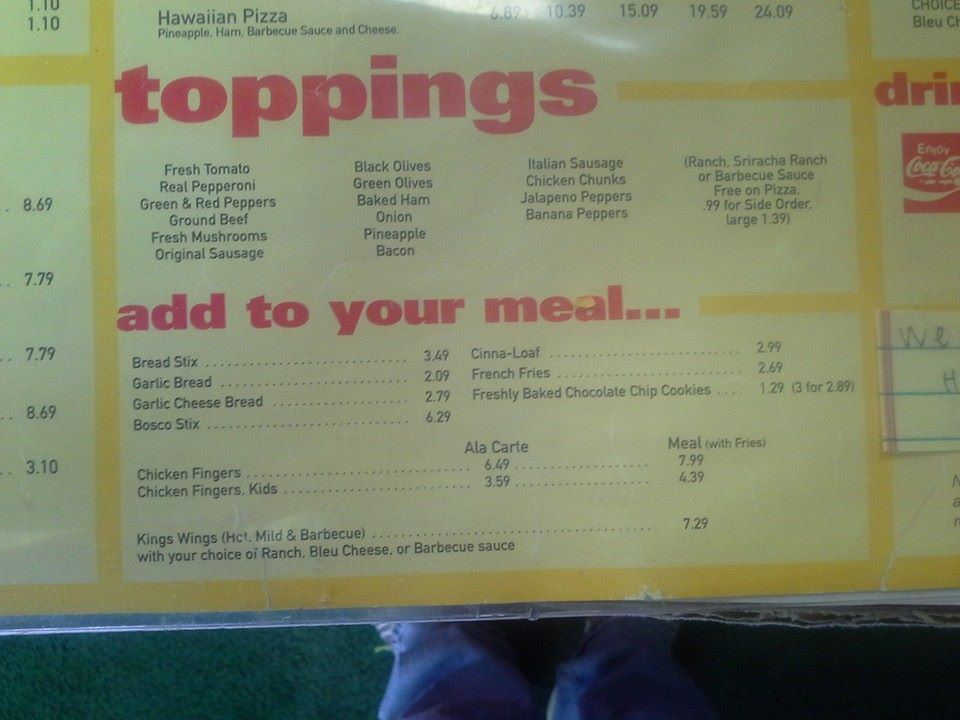 1.10
1.10
Hawaiian Pizza 6.89 10.39 15.09 19.59 24.09
Pineapple, Ham, Barbecue Sauce and Cheese.
CHOICE
Bleu Ch
toppings
Fresh Tomato
Real Pepperoni
Green & Red Peppers
Ground Beef
Fresh Mushrooms
Original Sausage
Black Olives
Green Olives
Baked Ham
Onion
Pineapple
Bacon
Italian Sausage
Chicken Chunks
Jalapeno Peppers
Banana Peppers
(Ranch, Sriracha Ranch
or Barbecue Sauce
Free on Pizza,
.99 for Side Order,
large 1.39)
drin
Enjoy
Coca-Co
.. 8.69
. 7.79
.. 7.79
.. 8.69
.. 3.10
add to your meal...
Bread Stix 3.49
Garlic Bread 2.09
Garlic Cheese Bread 2.79
Bosco Stix 6.29
Cinna-Loaf 2.99
French Fries 2.69
Freshly Baked Chocolate Chip Cookies .... 1.29 (3 for 2.89)
Ala Carte Meal (with Fries)
Chicken Fingers 6.49 7.99
Chicken Fingers, Kids 3.59 4.39
Kings Wings (Hot, Mild & Barbecue) 7.29
with your choice of Ranch, Bleu Cheese, or Barbecue sauce
We
H